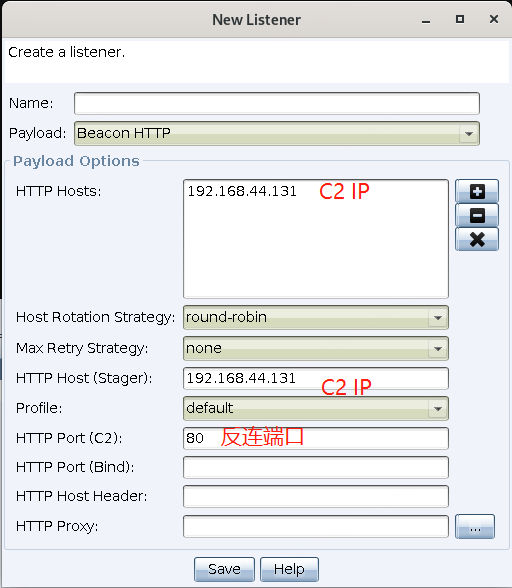 New Listener
Create a listener.
Name:
Payload: Beacon HTTP
Payload Options
HTTP Hosts: 192.168.44.131 C2 IP
Host Rotation Strategy: round-robin
Max Retry Strategy: none
HTTP Host (Stager): 192.168.44.131
C2 IP
Profile: default
HTTP Port (C2): 80 反连端口
HTTP Port (Bind):
HTTP Host Header:
HTTP Proxy: ...
Save Help